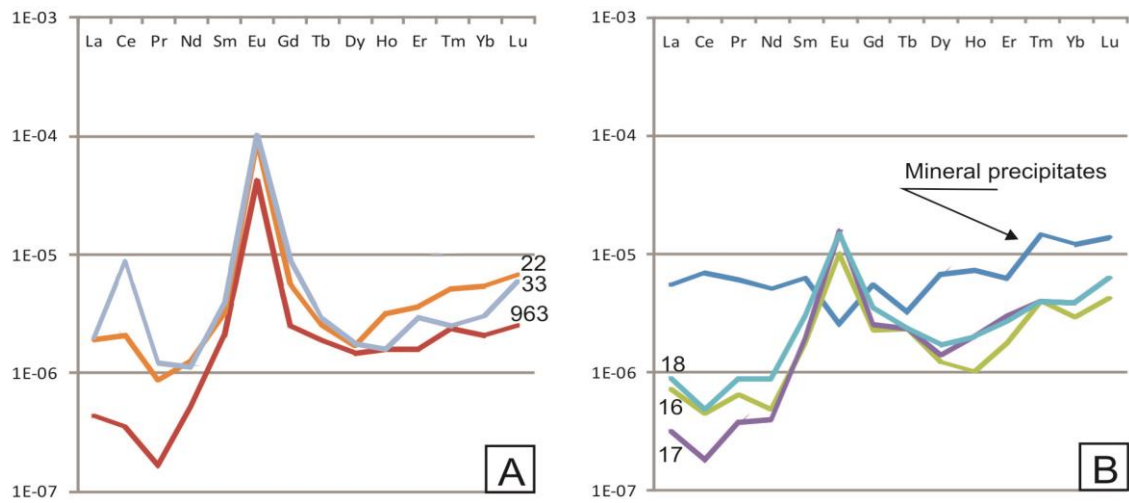 1E-03
La Ce Pr Nd Sm Eu Gd Tb Dy Ho Er Tm Yb Lu
1E-04
1E-05
22
33
963
1E-06
1E-07
A
1E-03
La Ce Pr Nd Sm Eu Gd Tb Dy Ho Er Tm Yb Lu
1E-04
Mineral precipitates
1E-05
18
1E-06
16
17
1E-07
B